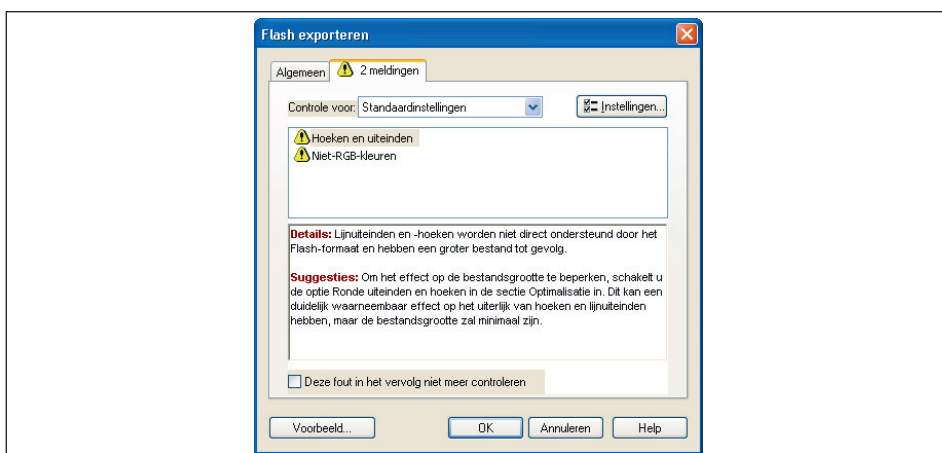 Flash exporteren
Algemeen
2 meldingen
Controle voor: Standaardinstellingen
Instellingen...
Hoeken en uiteinden
Niet-RGB-kleuren
Details: Lijnuiteinden en -hoeken worden niet direct ondersteund door het
Flash-formaat en hebben een groter bestand tot gevolg.
Suggesties: Om het effect op de bestandsgrootte te beperken, schakelt u
de optie Ronde uiteinden en hoeken in de sectie Optimalisatie in. Dit kan een
duidelijk waarneembaar effect op het uiterlijk van hoeken en lijnuiteinden
hebben, maar de bestandsgrootte zal minimaal zijn.
Deze fout in het vervolg niet meer controleren
Voorbeeld...
OK
Annuleren
Help